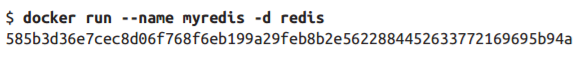 $ docker run --name myredis -d redis
585b3d36e7cec8d06f768f6eb199a29feb8b2e5622884452633772169695b94a